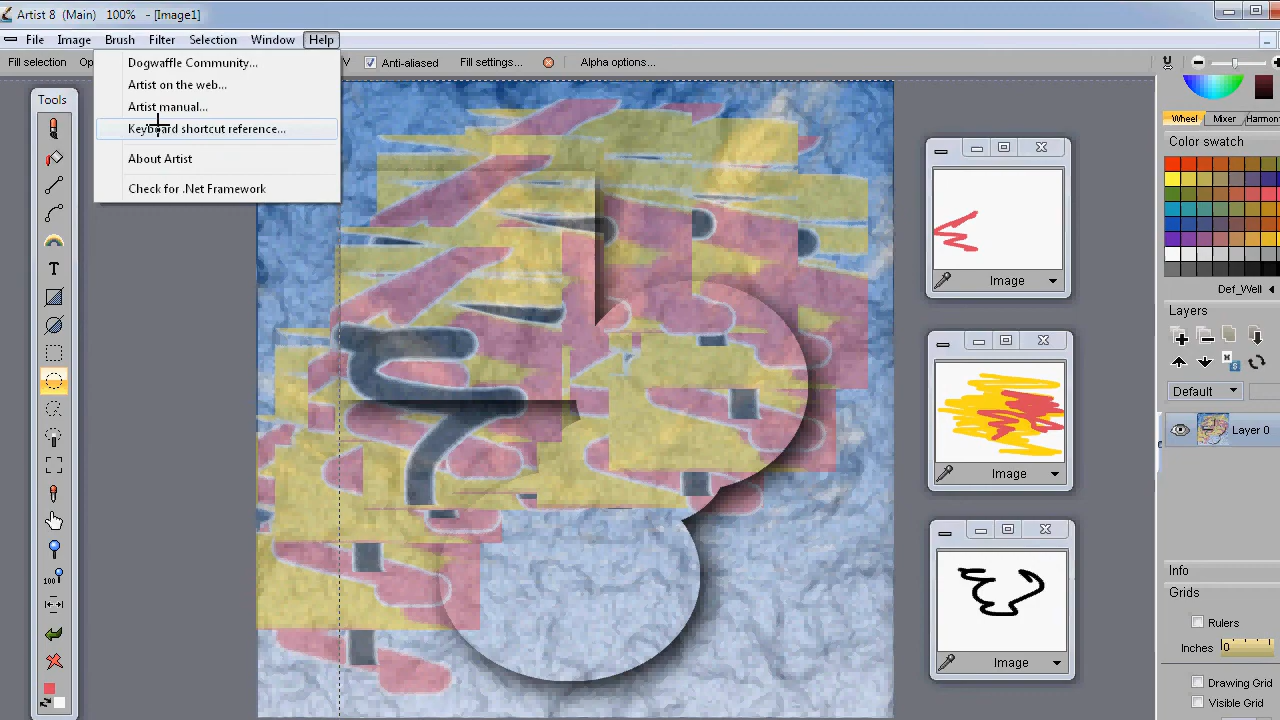 Artist 8 (Main) 100% - [Image1]
File Image Brush Filter Selection Window Help
Fill selection Anti-aliased Fill settings... Alpha options...
Dogwaffle Community...
Artist on the web...
Artist manual...
Keyboard shortcut reference...
About Artist
Check for .Net Framework
Tools
T
100%
Wheel Mixer Harmon
Color swatch
Def_Well
Layers
Default
Layer 0
Info
Grids
Rulers
Inches 0
Drawing Grid
Visible Grid
Image
Image
Image